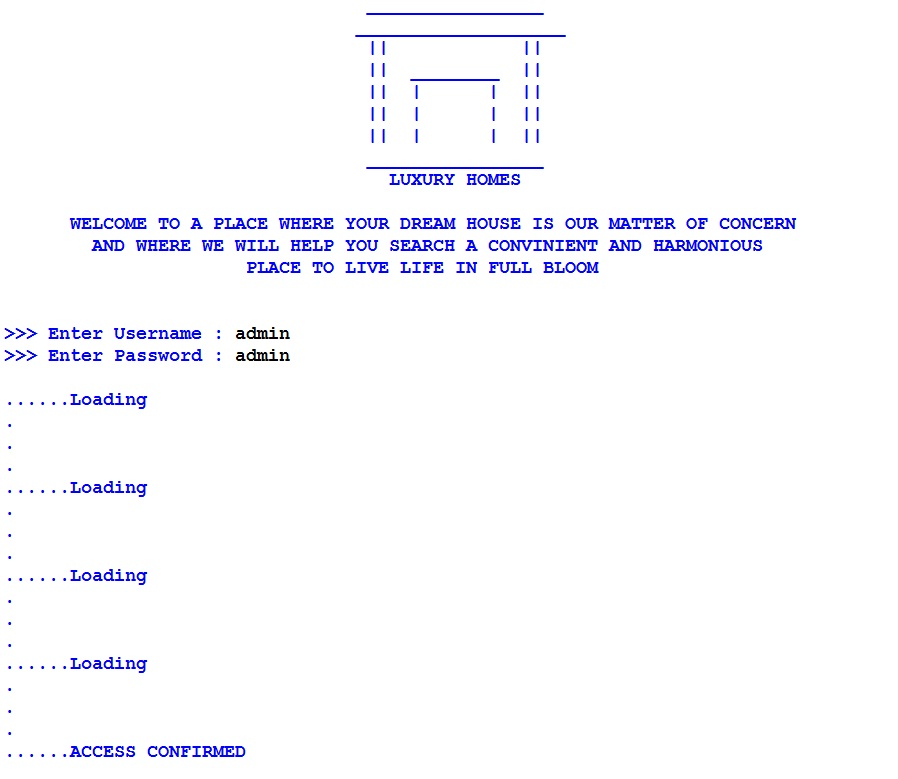 LUXURY HOMES
WELCOME TO A PLACE WHERE YOUR DREAM HOUSE IS OUR MATTER OF CONCERN
AND WHERE WE WILL HELP YOU SEARCH A CONVINIENT AND HARMONIOUS
PLACE TO LIVE LIFE IN FULL BLOOM
>>> Enter Username : admin
>>> Enter Password : admin
......Loading
.
.
.
......Loading
.
.
.
......Loading
.
.
.
......Loading
.
.
.
......ACCESS CONFIRMED